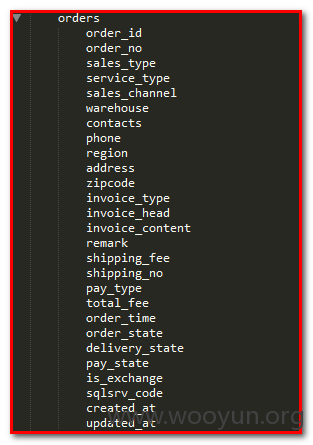 orders
order_id
order_no
sales_type
service_type
sales_channel
warehouse
contacts
phone
region
address
zipcode
invoice_type
invoice_head
invoice_content
remark
shipping_fee
shipping_no
pay_type
total_fee
order_time
order_state
delivery_state
pay_state
is_exchange
sqlsrv_code
created_at
www.wooyun.org
updated_at